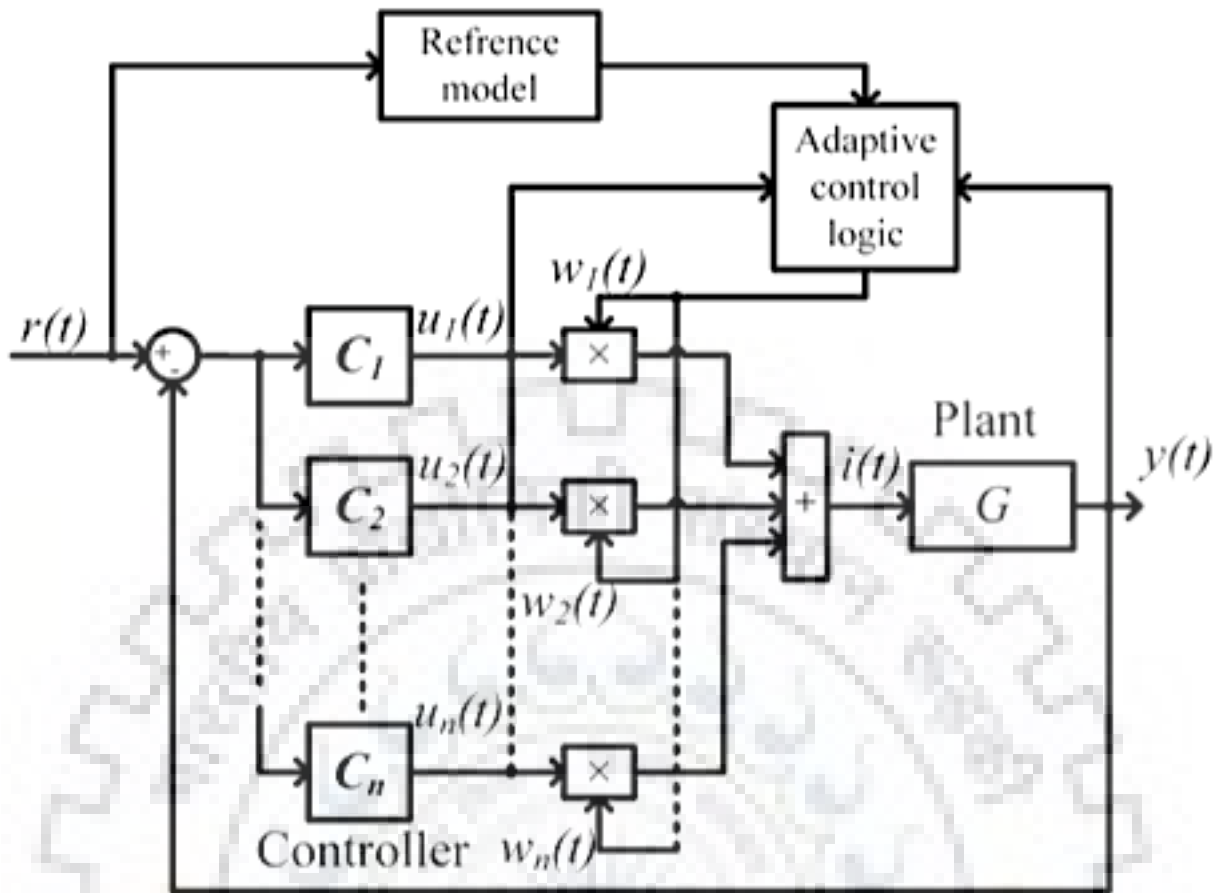 Refrence
model
Adaptive
control
logic
w₁(t)
r(t)
+
-
C₁
u₁(t)
×
Plant
C₂
u₂(t)
×
+
i(t)
G
y(t)
w₂(t)
uₙ(t)
Cₙ
×
Controller
wₙ(t)